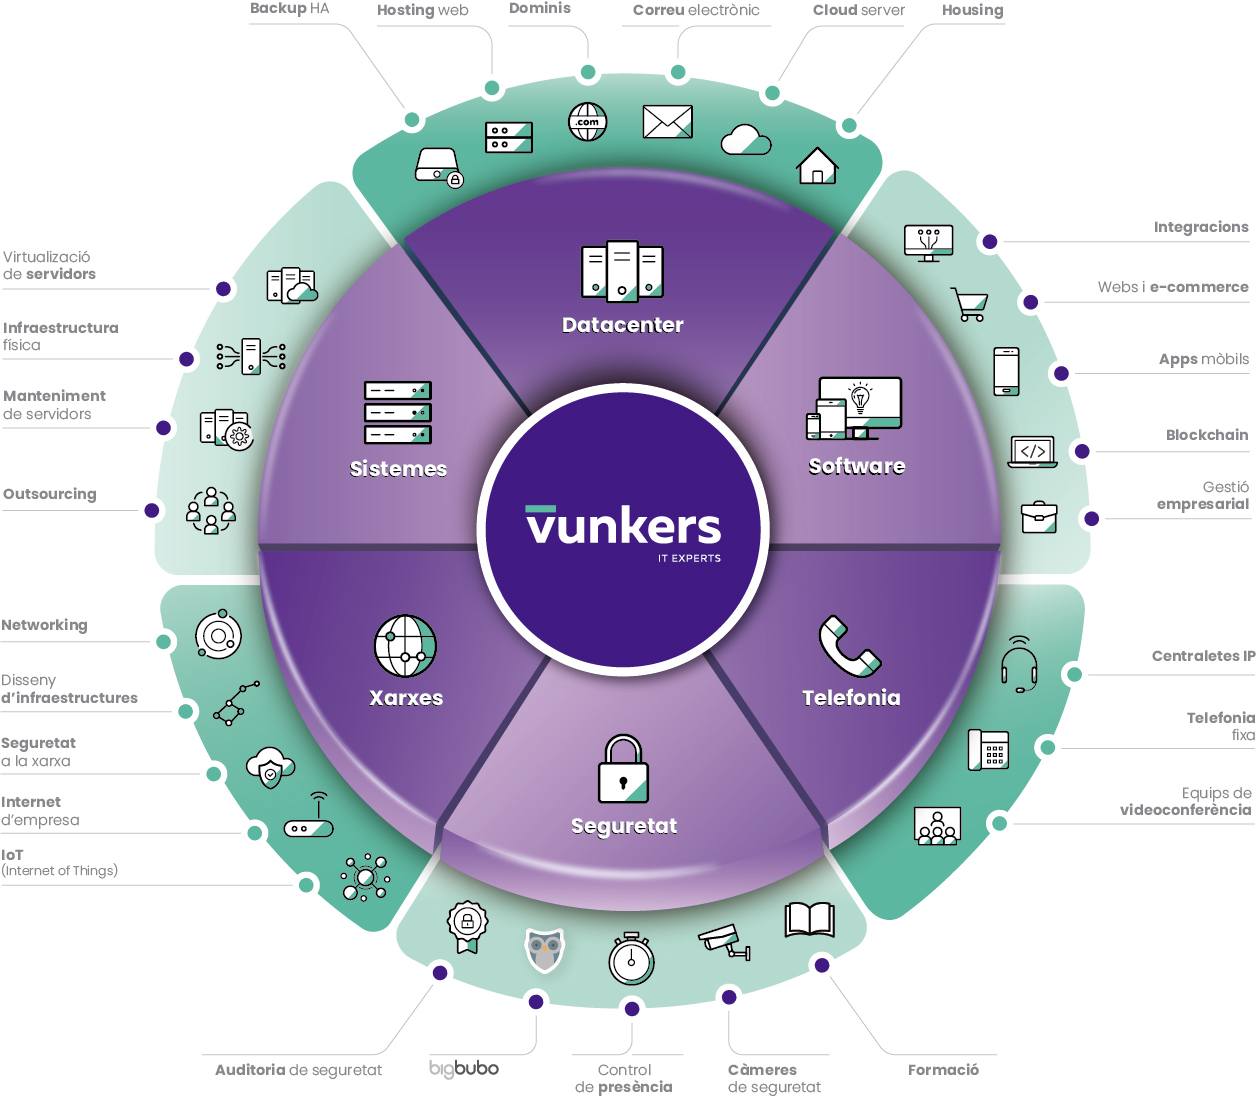 Backup HA
Hosting web
Dominis
Correu electrònic
Cloud server
Housing
.com
Datacenter
Virtualizació
de servidors
Infraestructura
física
Manteniment
de servidors
Outsourcing
Sistemes
Integracions
Webs i e-commerce
Apps mòbils
Blockchain
Gestió
empresarial
</>
Software
vunkers
IT EXPERTS
Networking
Disseny
d’infraestructures
Seguretat
a la xarxa
Internet
d’empresa
IoT
(Internet of Things)
Xarxes
Telefonia
Centraletes IP
Telefonia
fixa
Equips de
videoconferència
Seguretat
Auditoria de seguretat
bigbubo
Control
de presència
Càmeres
de seguretat
Formació